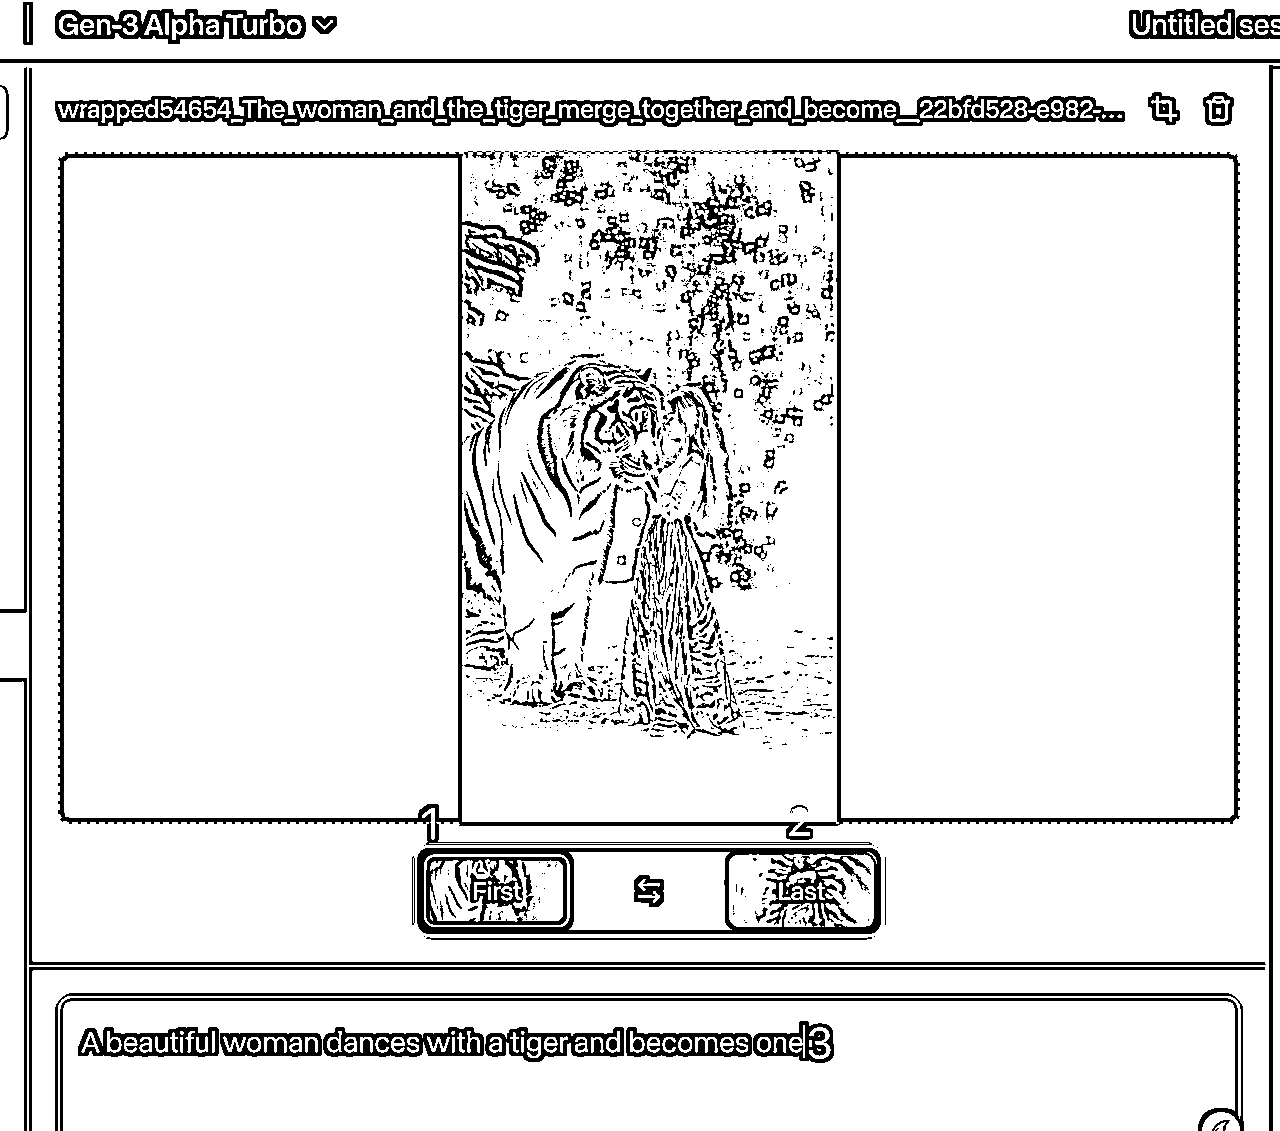 Gen-3 Alpha Turbo
Untitled ses
wrapped54654_The_woman_and_the_tiger_merge_together_and_become__22bfd528-e982-...
1
2
First
Last
A beautiful woman dances with a tiger and becomes one
3